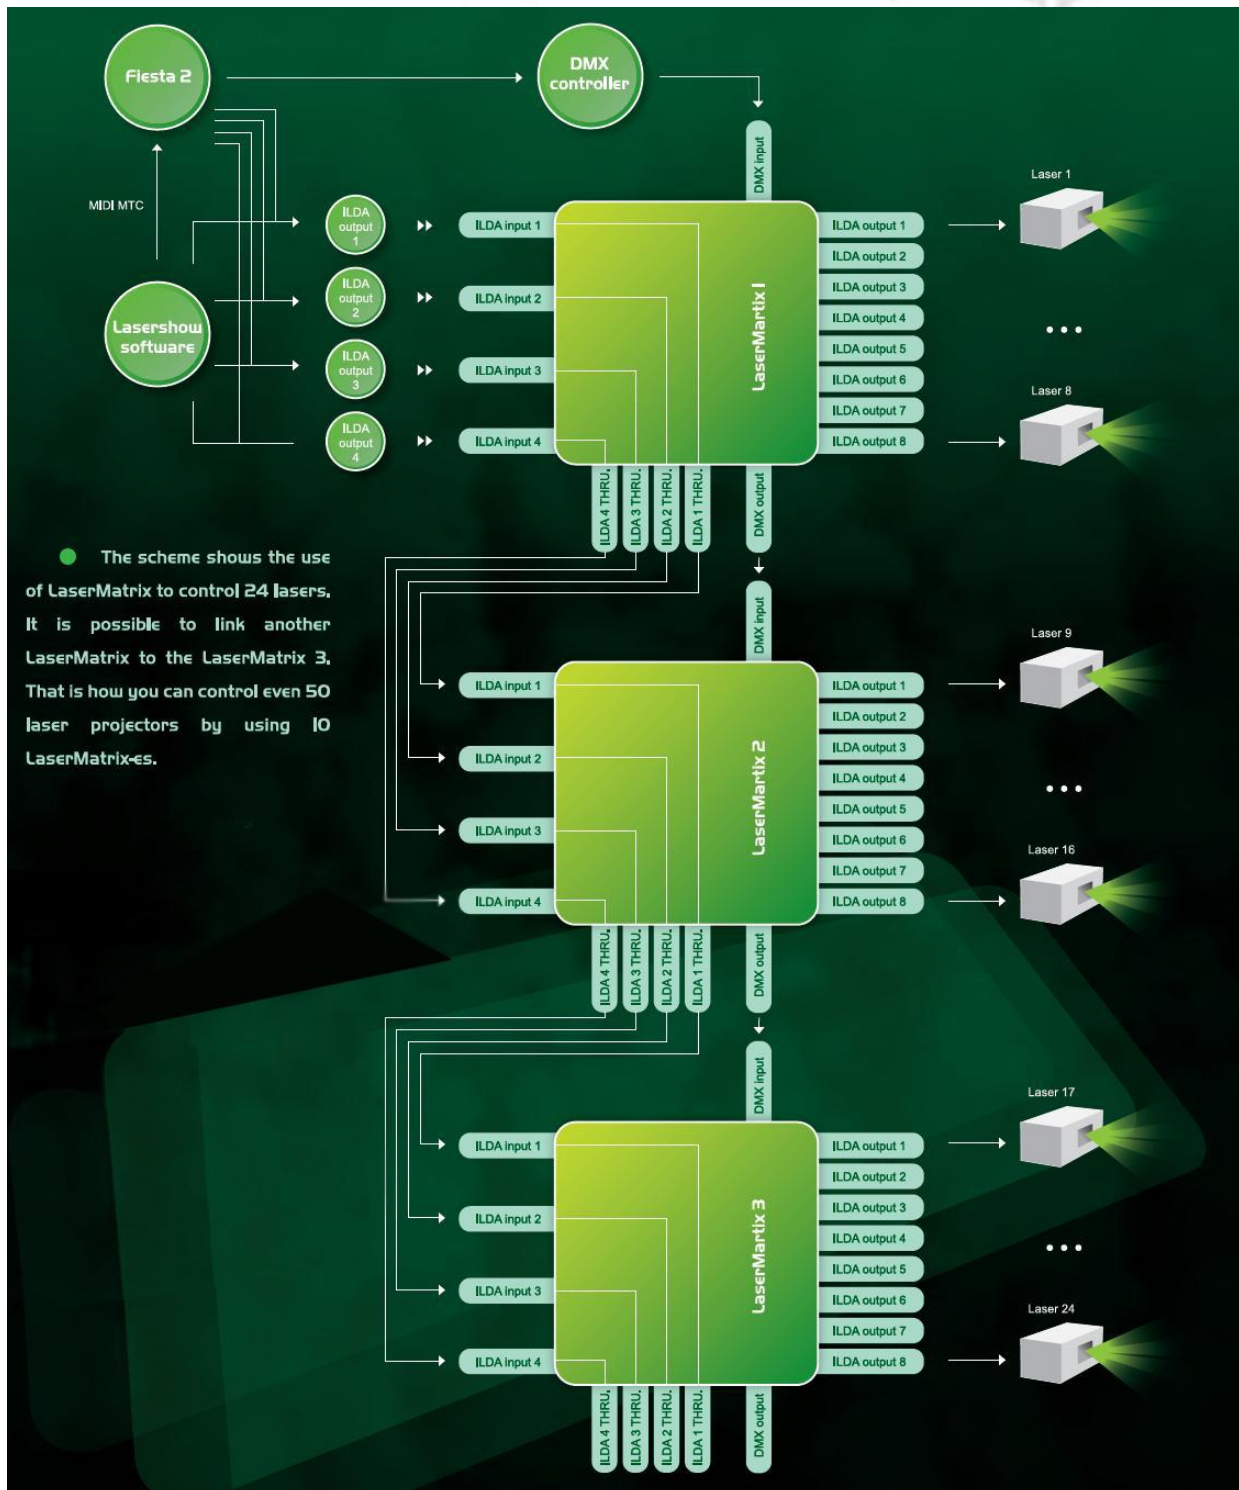 Fiesta 2
DMX
controller
MIDI MTC
Lasershow
software
ILDA
output
1
ILDA
output
2
ILDA
output
3
ILDA
output
4
DMX input
ILDA input 1
ILDA input 2
ILDA input 3
ILDA input 4
LaserMartix 1
ILDA output 1
ILDA output 2
ILDA output 3
ILDA output 4
ILDA output 5
ILDA output 6
ILDA output 7
ILDA output 8
Laser 1
Laser 8
ILDA 4 THRU.
ILDA 3 THRU.
ILDA 2 THRU.
ILDA 1 THRU.
DMX output
The scheme shows the use
of LaserMatrix to control 24 lasers.
It is possible to link another
LaserMatrix to the LaserMatrix 3.
That is how you can control even 50
laser projectors by using 10
LaserMatrix-es.
DMX input
ILDA input 1
ILDA input 2
ILDA input 3
ILDA input 4
LaserMartix 2
ILDA output 1
ILDA output 2
ILDA output 3
ILDA output 4
ILDA output 5
ILDA output 6
ILDA output 7
ILDA output 8
Laser 9
Laser 16
ILDA 4 THRU.
ILDA 3 THRU.
ILDA 2 THRU.
ILDA 1 THRU.
DMX output
DMX input
ILDA input 1
ILDA input 2
ILDA input 3
ILDA input 4
LaserMartix 3
ILDA output 1
ILDA output 2
ILDA output 3
ILDA output 4
ILDA output 5
ILDA output 6
ILDA output 7
ILDA output 8
Laser 17
Laser 24
ILDA 4 THRU.
ILDA 3 THRU.
ILDA 2 THRU.
ILDA 1 THRU.
DMX output